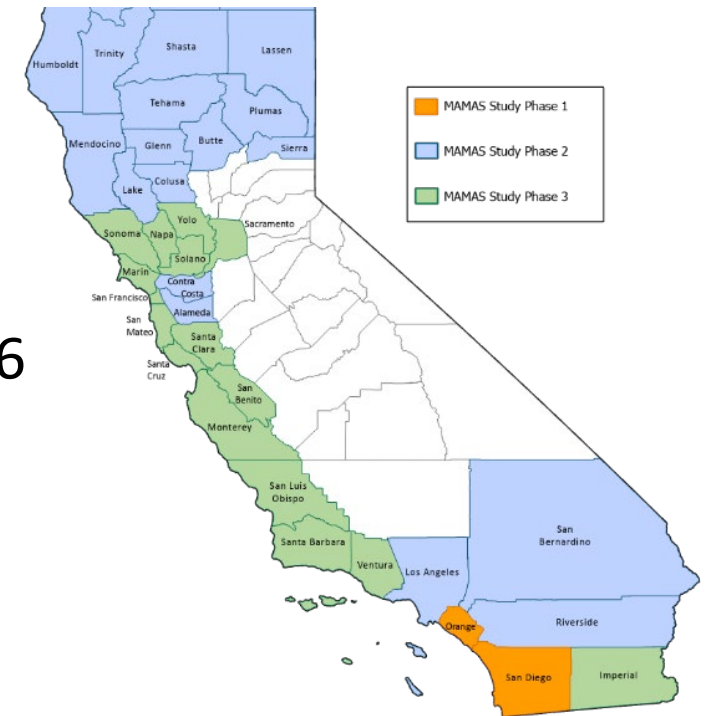 Humboldt
Trinity
Shasta
Lassen
Tehama
Plumas
Mendocino
Glenn
Butte
Sierra
Lake
Colusa
MAMAS Study Phase 1
MAMAS Study Phase 2
MAMAS Study Phase 3
Sonoma
Napa
Yolo
Sacramento
Solano
Marin
San Francisco
Contra
Costa
Alameda
San
Mateo
Santa
Clara
Santa
Cruz
6
San
Benito
Monterey
San Luis
Obispo
Santa Barbara
Ventura
Los Angeles
San
Bernardino
Orange
Riverside
San Diego
Imperial